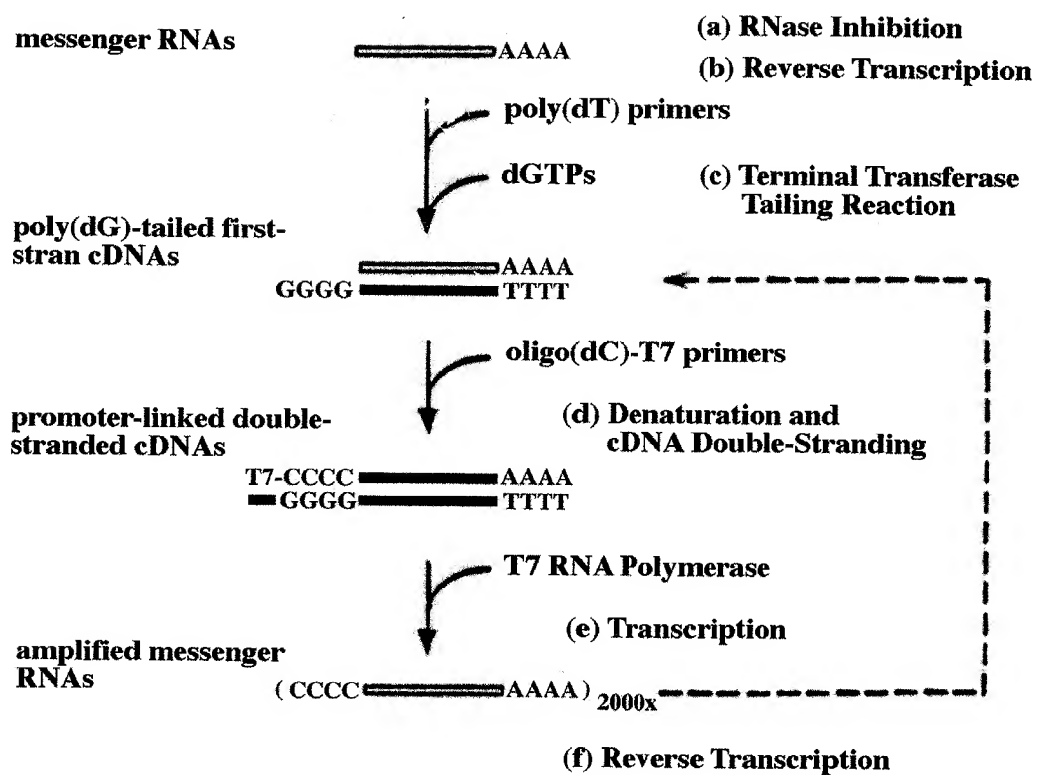 messenger RNAs
AAAA
(a) RNase Inhibition
(b) Reverse Transcription
poly(dT) primers
dGTPs
(c) Terminal Transferase
Tailing Reaction
poly(dG)-tailed first-
stran cDNAs
AAAA
GGGG TTTT
oligo(dC)-T7 primers
promoter-linked double-
stranded cDNAs
(d) Denaturation and
cDNA Double-Stranding
T7-CCCC AAAA
GGGG TTTT
T7 RNA Polymerase
(e) Transcription
amplified messenger
RNAs
( CCCC AAAA ) 2000x
(f) Reverse Transcription